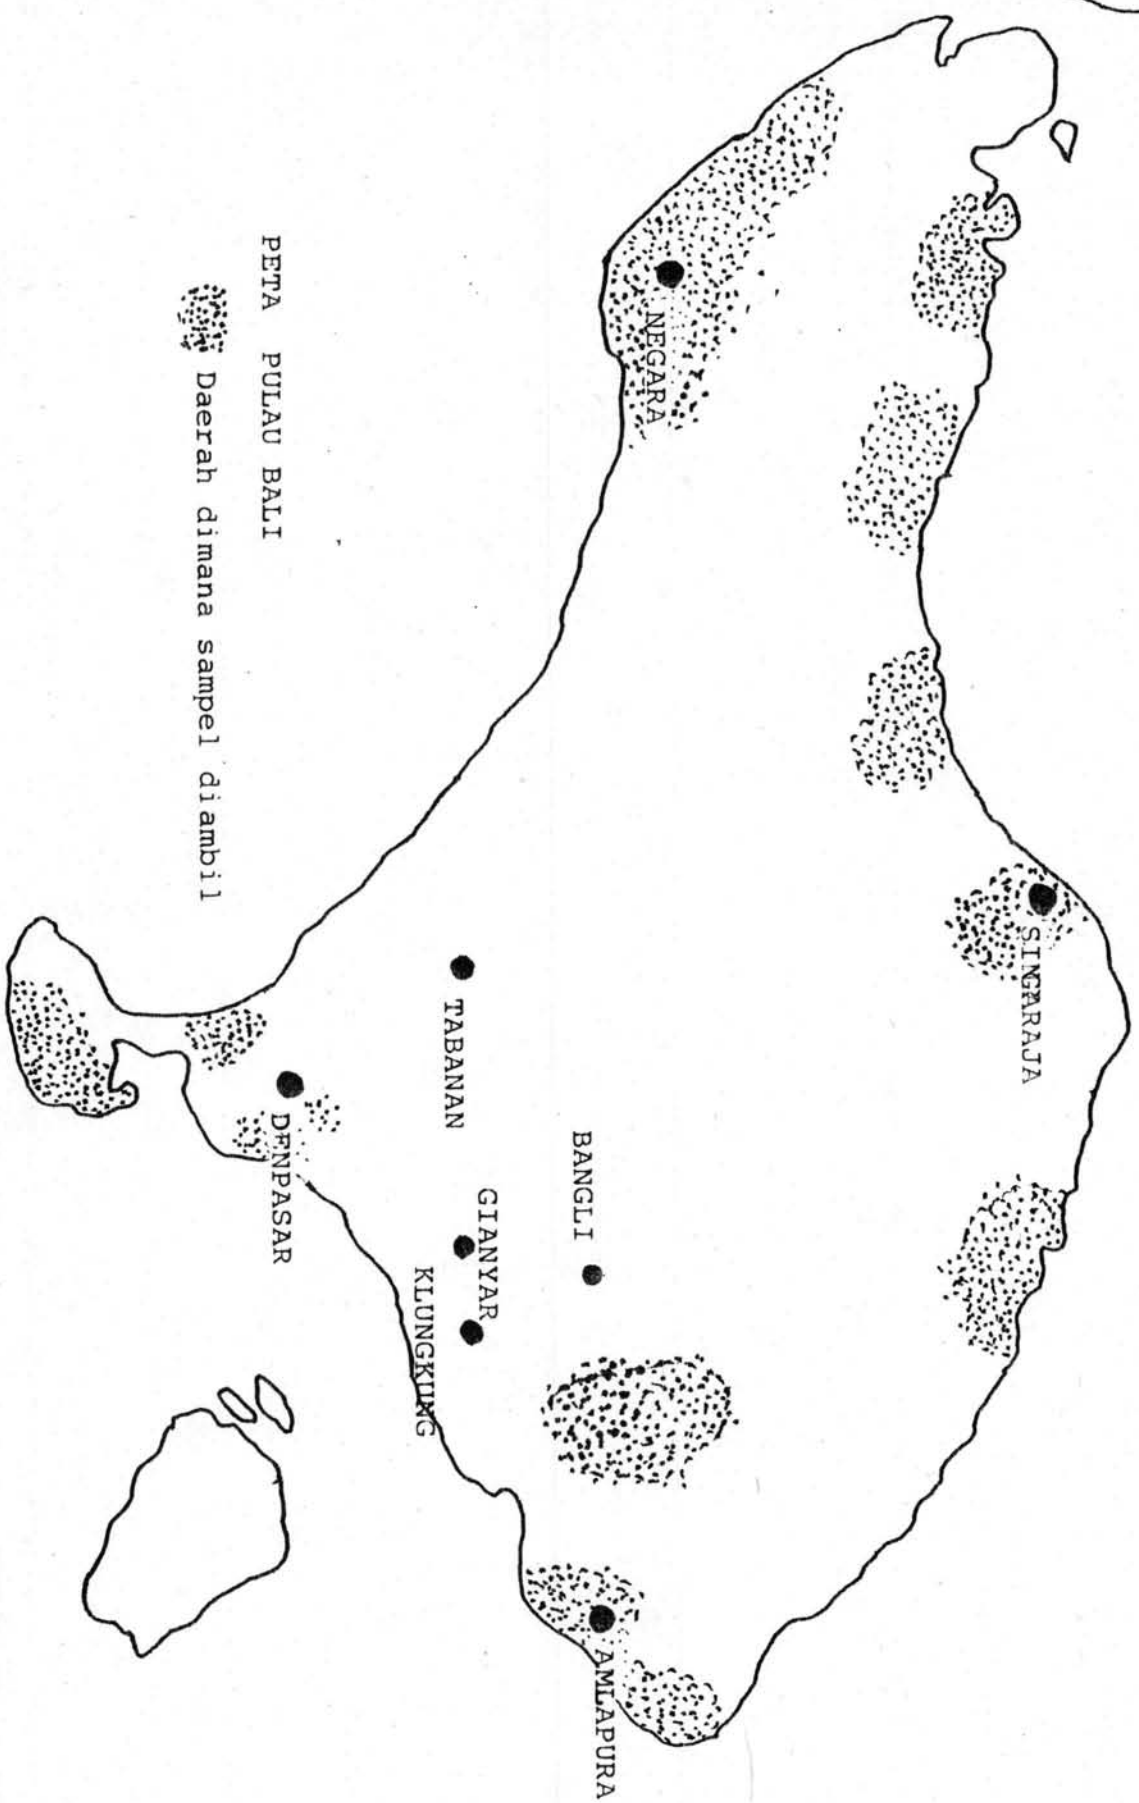 SINGARAJA
NEGARA
BANGLI
AMLAPURA
GIANYAR
TABANAN
KLUNGKUNG
DENPASAR
PETA PULAU BALI
Daerah dimana sampel diambil